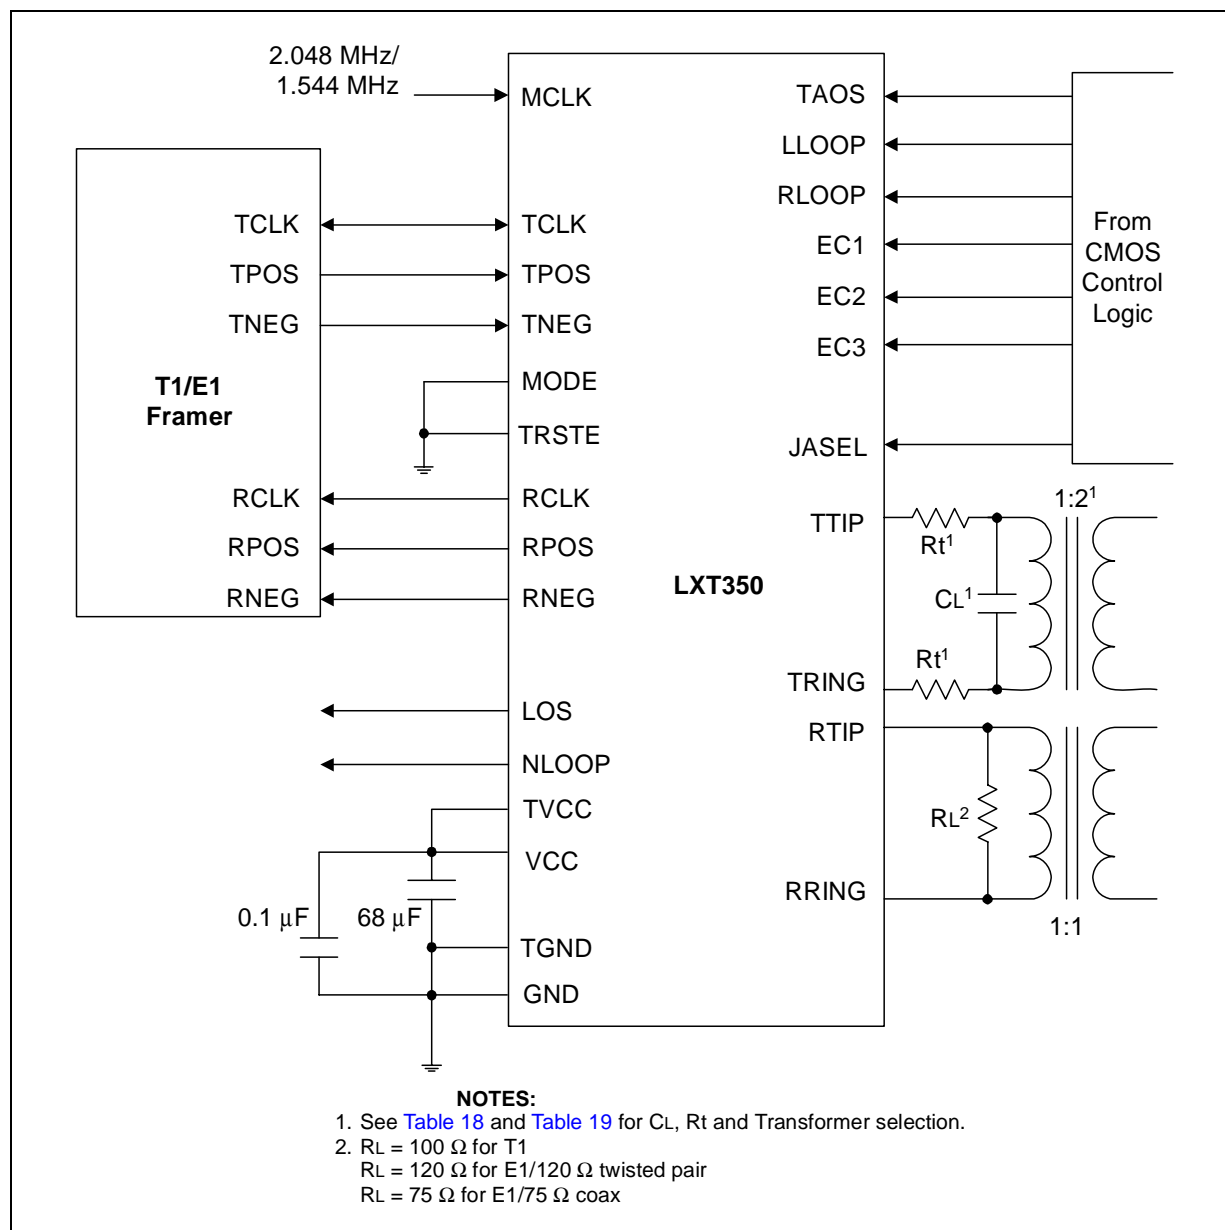 2.048 MHz/
1.544 MHz
MCLK
TAOS
LLOOP
RLOOP
EC1
EC2
EC3
JASEL
From
CMOS
Control
Logic
TCLK
TCLK
TPOS
TPOS
TNEG
TNEG
T1/E1
Framer
MODE
TRSTE
RCLK
RCLK
RPOS
RPOS
RNEG
RNEG
LXT350
TTIP
Rt¹
1:2¹
CL¹
Rt¹
TRING
RTIP
RL²
RRING
1:1
LOS
NLOOP
TVCC
VCC
0.1 µF
68 µF
TGND
GND
NOTES:
1. See Table 18 and Table 19 for CL, Rt and Transformer selection.
2. RL = 100 Ω for T1
RL = 120 Ω for E1/120 Ω twisted pair
RL = 75 Ω for E1/75 Ω coax